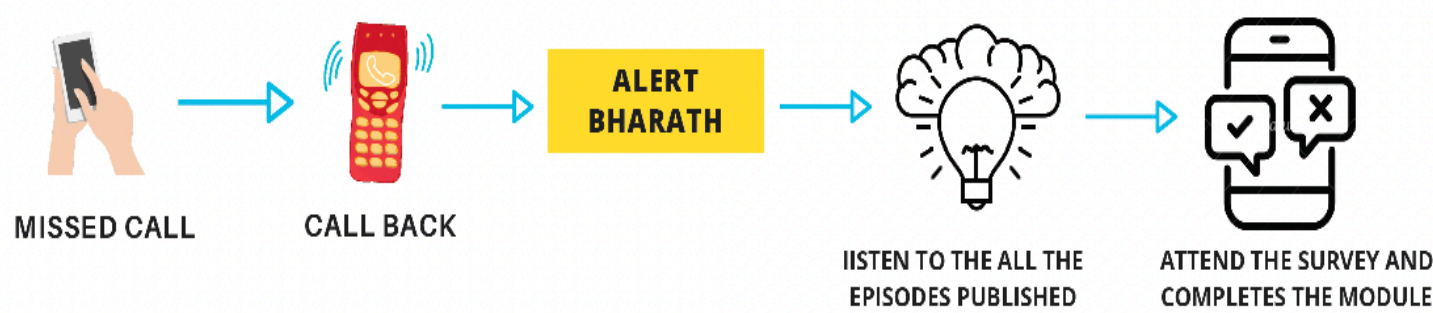 ALERT
BHARATH
MISSED CALL
CALL BACK
IISTEN TO THE ALL THE
EPISODES PUBLISHED
ATTEND THE SURVEY AND
COMPLETES THE MODULE